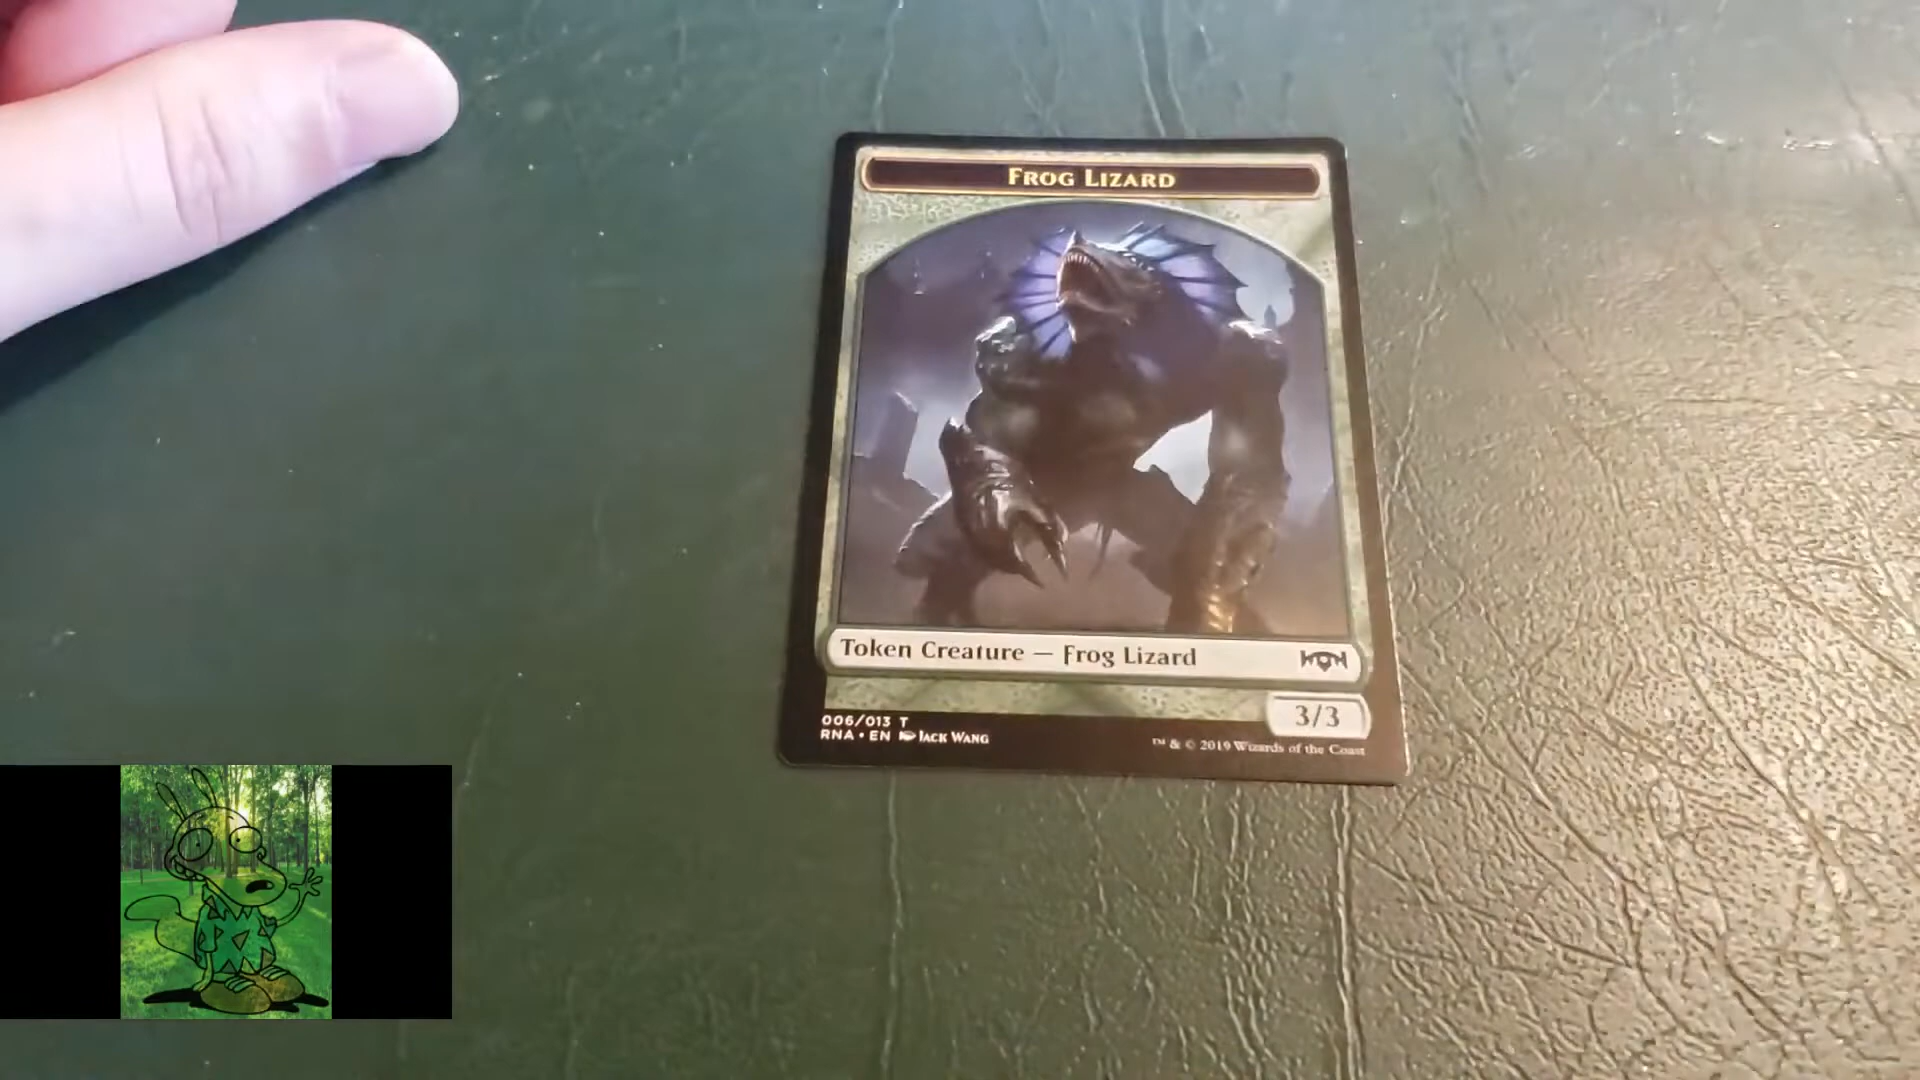 FROG LIZARD
Token Creature — Frog Lizard
3/3
006/013 T
RNA • EN JACK WANG
™ & © 2019 Wizards of the Coast